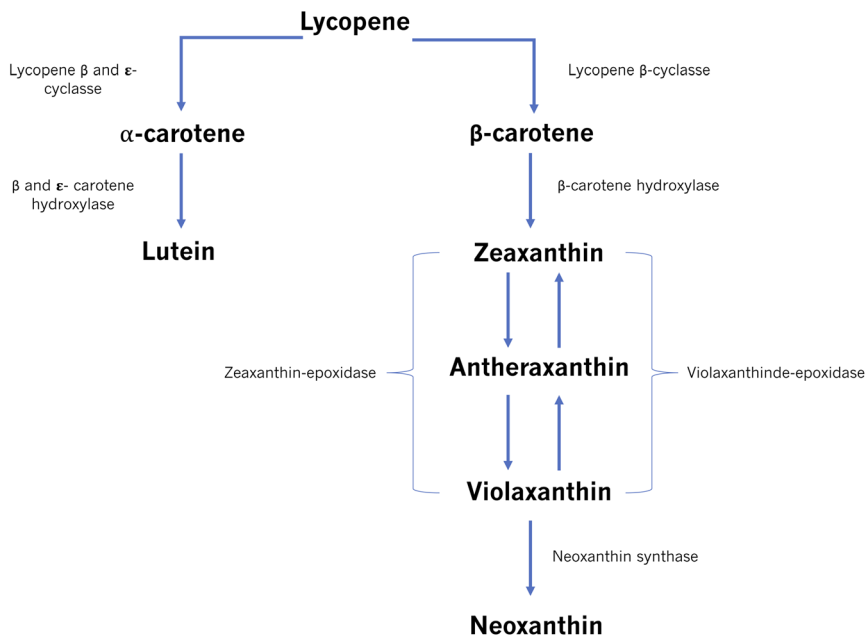 Lycopene
Lycopene β and ε-
cyclasse
Lycopene β-cyclasse
α-carotene
β-carotene
β and ε- carotene
hydroxylase
β-carotene hydroxylase
Lutein
Zeaxanthin
Zeaxanthin-epoxidase
Antheraxanthin
Violaxanthinde-epoxidase
Violaxanthin
Neoxanthin synthase
Neoxanthin